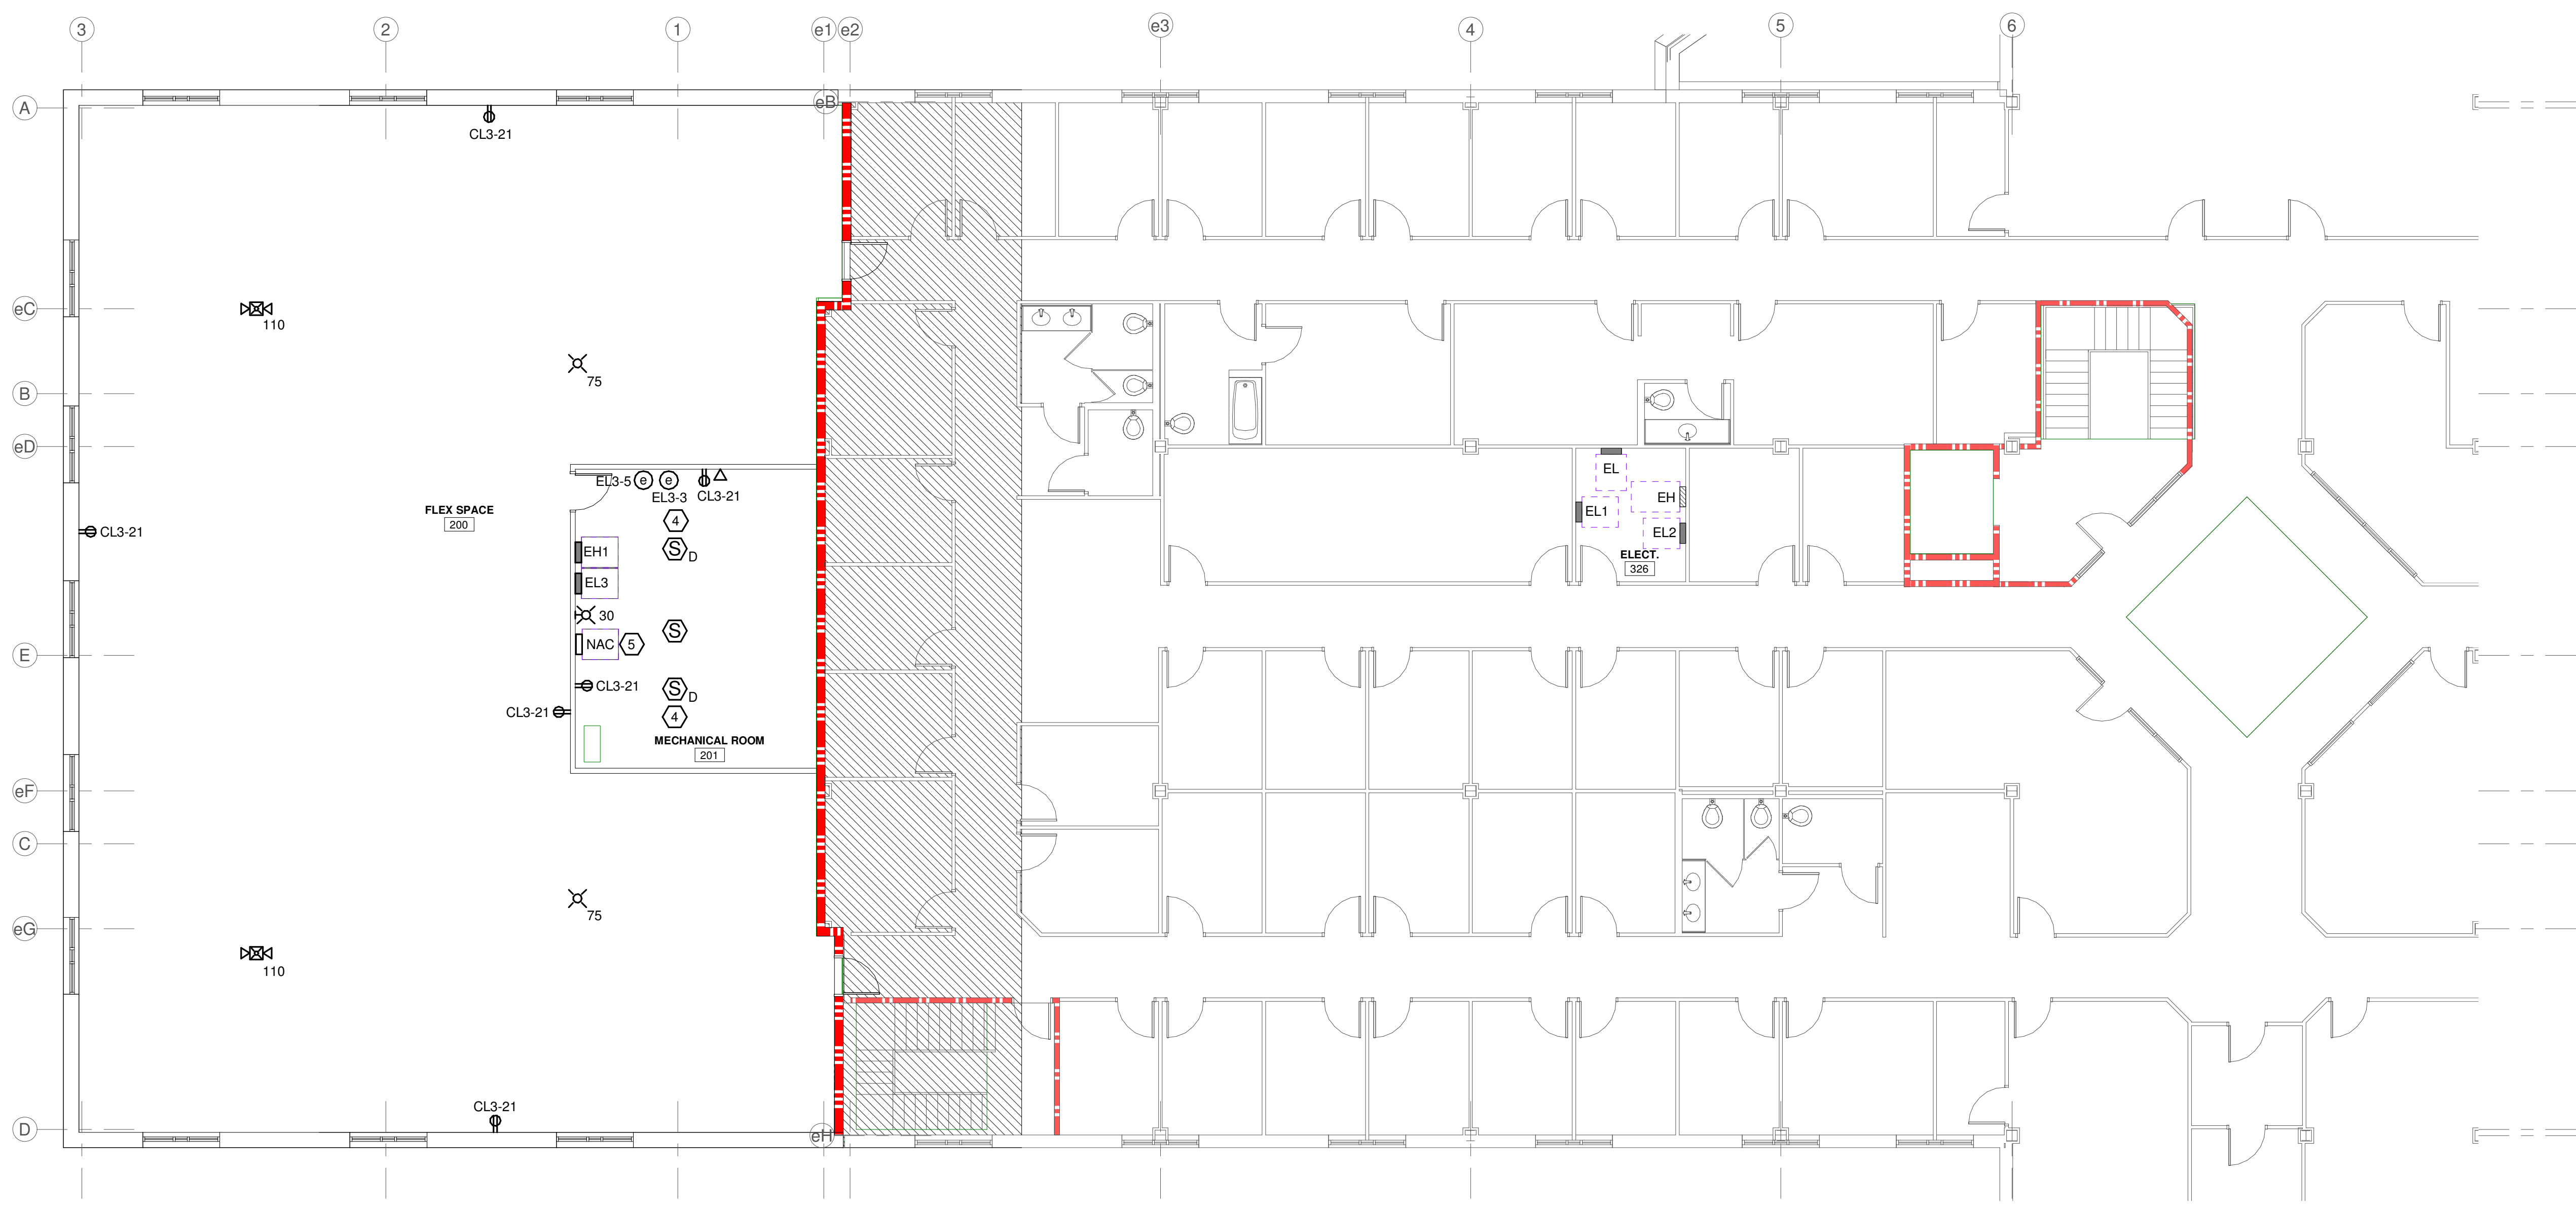 3
2
1
e1
e2
e3
4
5
6
A
eB
CL3-21
eC
110
75
B
eD
EL3-5
e
e
EL3-3
CL3-21
EL
EH
EL1
EL2
ELECT.
326
FLEX SPACE
200
4
CL3-21
S
D
EH1
EL3
30
S
NAC
5
E
CL3-21
S
D
CL3-21
4
MECHANICAL ROOM
201
eF
C
75
eG
110
CL3-21
D
eH